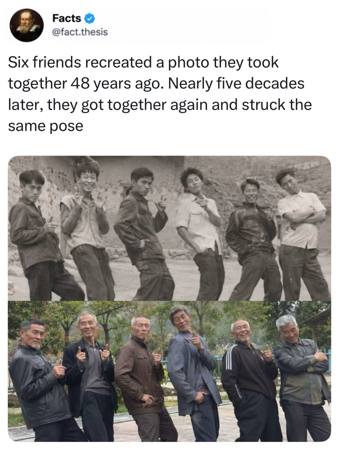 Facts
@fact.thesis
Six friends recreated a photo they took
together 48 years ago. Nearly five decades
later, they got together again and struck the
same pose